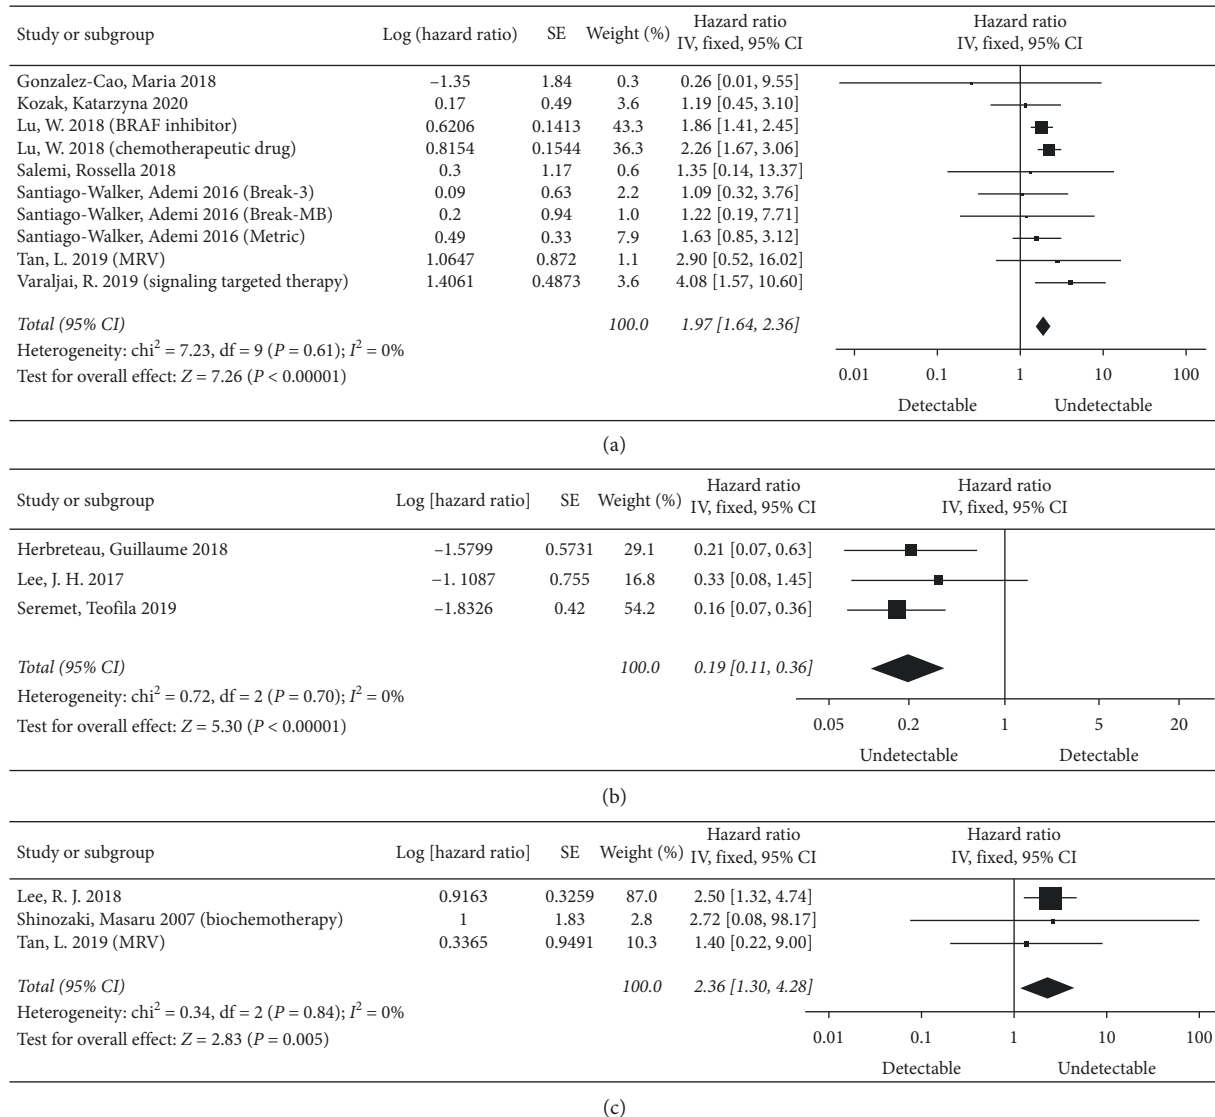 Study or subgroup Log (hazard ratio) SE Weight (%) Hazard ratio IV, fixed, 95% CI Hazard ratio IV, fixed, 95% CI
Gonzalez-Cao, Maria 2018 –1.35 1.84 0.3 0.26 [0.01, 9.55]
Kozak, Katarzyna 2020 0.17 0.49 3.6 1.19 [0.45, 3.10]
Lu, W. 2018 (BRAF inhibitor) 0.6206 0.1413 43.3 1.86 [1.41, 2.45]
Lu, W. 2018 (chemotherapeutic drug) 0.8154 0.1544 36.3 2.26 [1.67, 3.06]
Salemi, Rossella 2018 0.3 1.17 0.6 1.35 [0.14, 13.37]
Santiago-Walker, Ademi 2016 (Break-3) 0.09 0.63 2.2 1.09 [0.32, 3.76]
Santiago-Walker, Ademi 2016 (Break-MB) 0.2 0.94 1.0 1.22 [0.19, 7.71]
Santiago-Walker, Ademi 2016 (Metric) 0.49 0.33 7.9 1.63 [0.85, 3.12]
Tan, L. 2019 (MRV) 1.0647 0.872 1.1 2.90 [0.52, 16.02]
Varaljai, R. 2019 (signaling targeted therapy) 1.4061 0.4873 3.6 4.08 [1.57, 10.60]
Total (95% CI) 100.0 1.97 [1.64, 2.36]
Heterogeneity: chi² = 7.23, df = 9 (P = 0.61); I² = 0%
Test for overall effect: Z = 7.26 (P < 0.00001)
0.01 0.1 1 10 100
Detectable Undetectable
(a)
Study or subgroup Log [hazard ratio] SE Weight (%) Hazard ratio IV, fixed, 95% CI Hazard ratio IV, fixed, 95% CI
Herbreteau, Guillaume 2018 –1.5799 0.5731 29.1 0.21 [0.07, 0.63]
Lee, J. H. 2017 –1. 1087 0.755 16.8 0.33 [0.08, 1.45]
Seremet, Teofila 2019 –1.8326 0.42 54.2 0.16 [0.07, 0.36]
Total (95% CI) 100.0 0.19 [0.11, 0.36]
Heterogeneity: chi² = 0.72, df = 2 (P = 0.70); I² = 0%
Test for overall effect: Z = 5.30 (P < 0.00001)
0.05 0.2 1 5 20
Undetectable Detectable
(b)
Study or subgroup Log [hazard ratio] SE Weight (%) Hazard ratio IV, fixed, 95% CI Hazard ratio IV, fixed, 95% CI
Lee, R. J. 2018 0.9163 0.3259 87.0 2.50 [1.32, 4.74]
Shinozaki, Masaru 2007 (biochemotherapy) 1 1.83 2.8 2.72 [0.08, 98.17]
Tan, L. 2019 (MRV) 0.3365 0.9491 10.3 1.40 [0.22, 9.00]
Total (95% CI) 100.0 2.36 [1.30, 4.28]
Heterogeneity: chi² = 0.34, df = 2 (P = 0.84); I² = 0%
Test for overall effect: Z = 2.83 (P = 0.005)
0.01 0.1 1 10 100
Detectable Undetectable
(c)